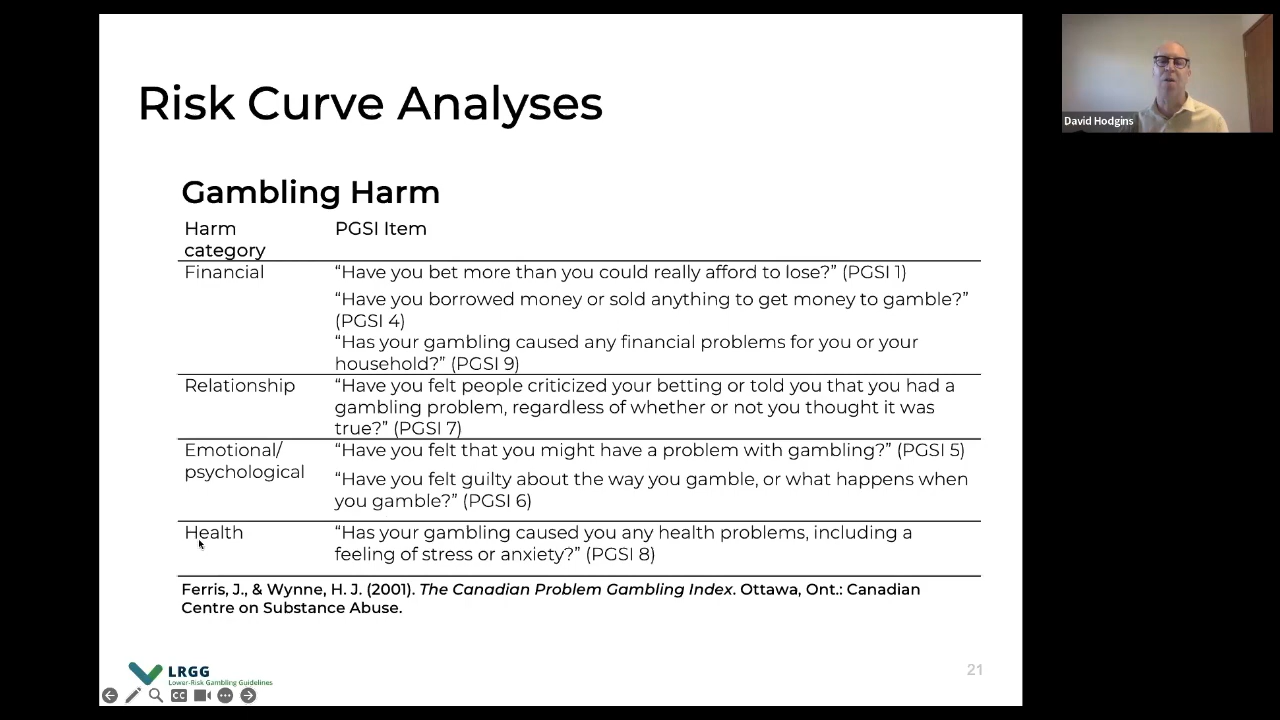 Risk Curve Analyses
Gambling Harm
Harm
category
PGSI Item
Financial
“Have you bet more than you could really afford to lose?” (PGSI 1)
“Have you borrowed money or sold anything to get money to gamble?”
(PGSI 4)
“Has your gambling caused any financial problems for you or your
household?” (PGSI 9)
Relationship
“Have you felt people criticized your betting or told you that you had a
gambling problem, regardless of whether or not you thought it was
true?” (PGSI 7)
Emotional/
psychological
“Have you felt that you might have a problem with gambling?” (PGSI 5)
“Have you felt guilty about the way you gamble, or what happens when
you gamble?” (PGSI 6)
Health
“Has your gambling caused you any health problems, including a
feeling of stress or anxiety?” (PGSI 8)
Ferris, J., & Wynne, H. J. (2001). The Canadian Problem Gambling Index. Ottawa, Ont.: Canadian
Centre on Substance Abuse.
LRGG
Lower-Risk Gambling Guidelines
21
CC
David Hodgins